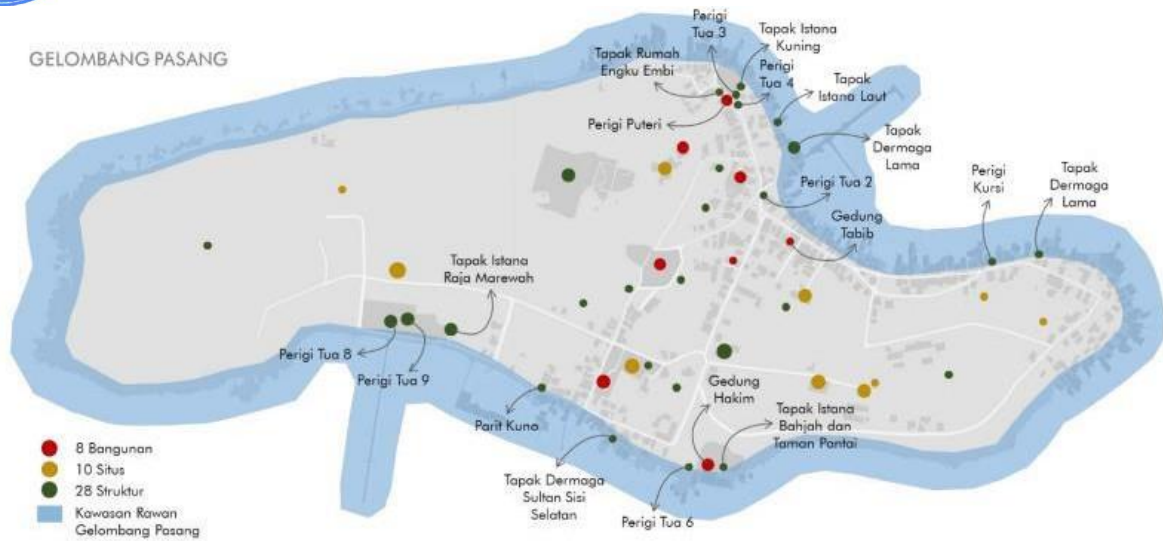 GELOMBANG PASANG
Perigi
Tua 3
Tapak Istana
Kuning
Tapak Rumah
Engku Embi
Perigi
Tua 4
Tapak
Istana Laut
Perigi Puteri
Tapak
Dermaga
Lama
Perigi Tua 2
Gedung
Tabib
Perigi
Kursi
Tapak
Dermaga
Lama
Tapak Istana
Raja Marewah
Perigi Tua 8
Perigi Tua 9
Parit Kuno
Gedung
Hakim
Tapak Istana
Bahjah dan
Taman Pantai
Tapak Dermaga
Sultan Sisi
Selatan
Perigi Tua 6
8 Bangunan
10 Situs
28 Struktur
Kawasan Rawan
Gelombang Pasang